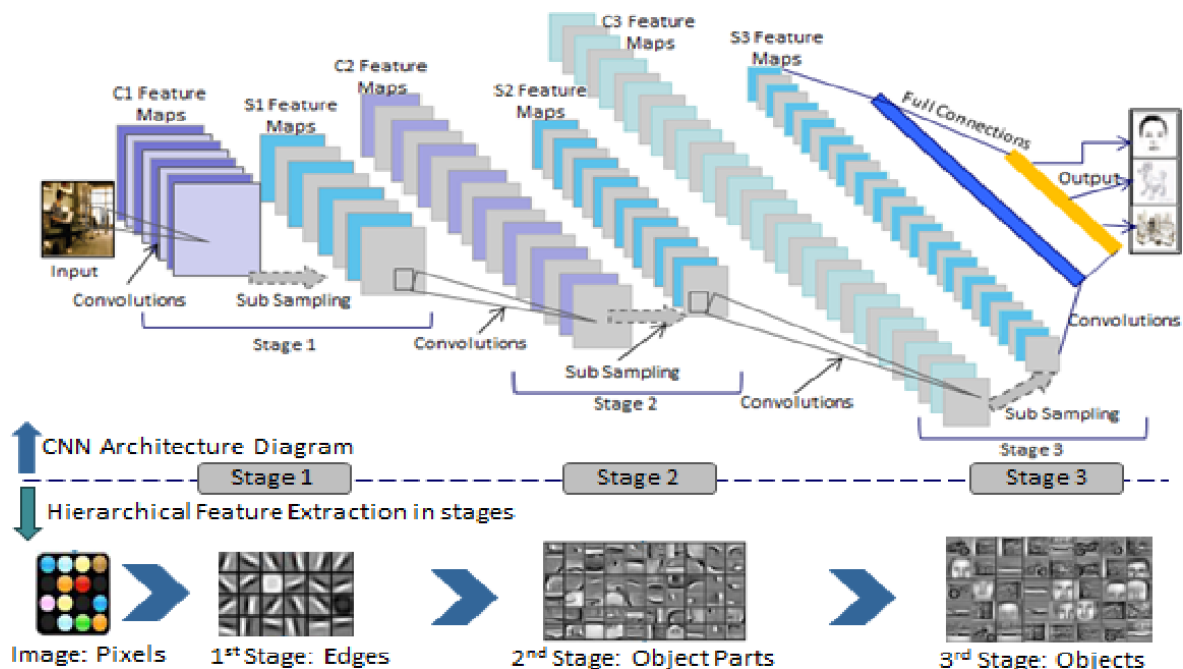 C1 Feature
Maps
S1 Feature
Maps
C2 Feature
Maps
S2 Feature
Maps
C3 Feature
Maps
S3 Feature
Maps
Full Connections
Output
Input
Convolutions
Sub Sampling
Stage 1
Convolutions
Sub Sampling
Stage 2
Convolutions
Sub Sampling
Stage 3
Convolutions
CNN Architecture Diagram
Stage 1
Stage 2
Stage 3
Hierarchical Feature Extraction in stages
Image: Pixels
1st Stage: Edges
2nd Stage: Object Parts
3rd Stage: Objects